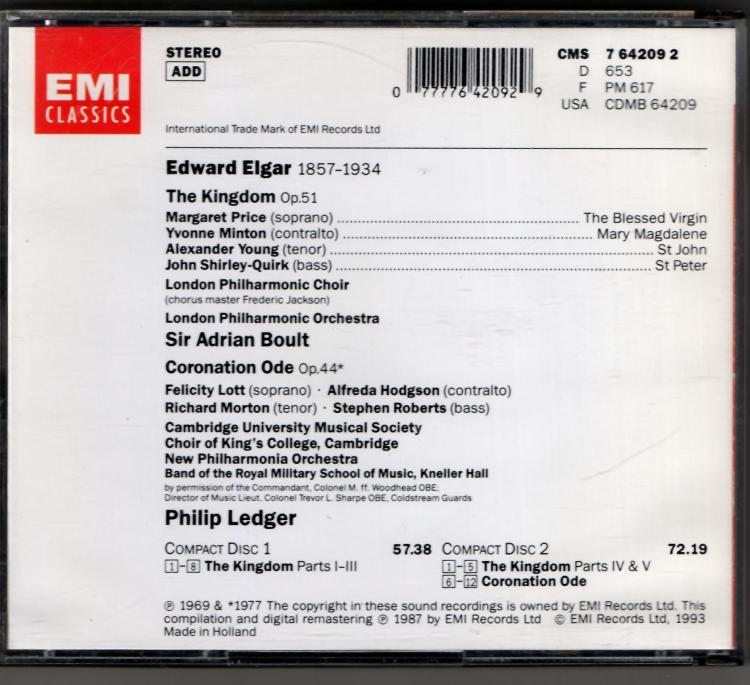 EMI
CLASSICS
STEREO
ADD
0 77776 42092 9
CMS 7 64209 2
D 653
F PM 617
USA CDMB 64209
International Trade Mark of EMI Records Ltd
Edward Elgar 1857-1934
The Kingdom Op.51
Margaret Price (soprano) ........................ The Blessed Virgin
Yvonne Minton (contralto) ........................ Mary Magdalene
Alexander Young (tenor) ........................ St John
John Shirley-Quirk (bass) ........................ St Peter
London Philharmonic Choir
(chorus master Frederic Jackson)
London Philharmonic Orchestra
Sir Adrian Boult
Coronation Ode Op.44*
Felicity Lott (soprano) · Alfreda Hodgson (contralto)
Richard Morton (tenor) · Stephen Roberts (bass)
Cambridge University Musical Society
Choir of King's College, Cambridge
New Philharmonia Orchestra
Band of the Royal Military School of Music, Kneller Hall
by permission of the Commandant, Colonel M. ff. Woodhead OBE;
Director of Music Lieut. Colonel Trevor L. Sharpe OBE, Coldstream Guards
Philip Ledger
COMPACT DISC 1 57.38
1-8 The Kingdom Parts I-III
COMPACT DISC 2 72.19
1-5 The Kingdom Parts IV & V
6-12 Coronation Ode
℗ 1969 & *1977 The copyright in these sound recordings is owned by EMI Records Ltd. This
compilation and digital remastering ℗ 1987 by EMI Records Ltd © EMI Records Ltd, 1993
Made in Holland